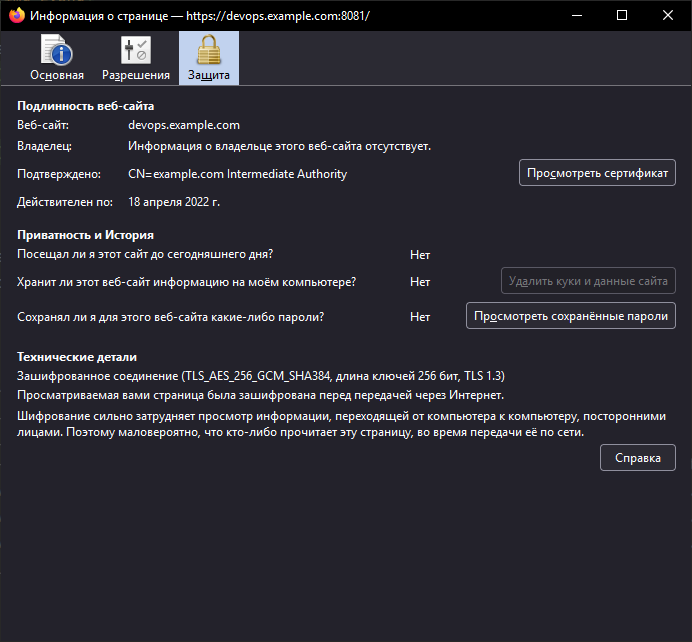 Информация о странице — https://devops.example.com:8081/
Основная Разрешения Защита
Подлинность веб-сайта
Веб-сайт: devops.example.com
Владелец: Информация о владельце этого веб-сайта отсутствует.
Подтверждено: CN=example.com Intermediate Authority Просмотреть сертификат
Действителен по: 18 апреля 2022 г.
Приватность и История
Посещал ли я этот сайт до сегодняшнего дня? Нет
Хранит ли этот веб-сайт информацию на моём компьютере? Нет Удалить куки и данные сайта
Сохранял ли я для этого веб-сайта какие-либо пароли? Нет Просмотреть сохранённые пароли
Технические детали
Зашифрованное соединение (TLS_AES_256_GCM_SHA384, длина ключей 256 бит, TLS 1.3)
Просматриваемая вами страница была зашифрована перед передачей через Интернет.
Шифрование сильно затрудняет просмотр информации, переходящей от компьютера к компьютеру, посторонними
лицами. Поэтому маловероятно, что кто-либо прочитает эту страницу, во время передачи её по сети.
Справка